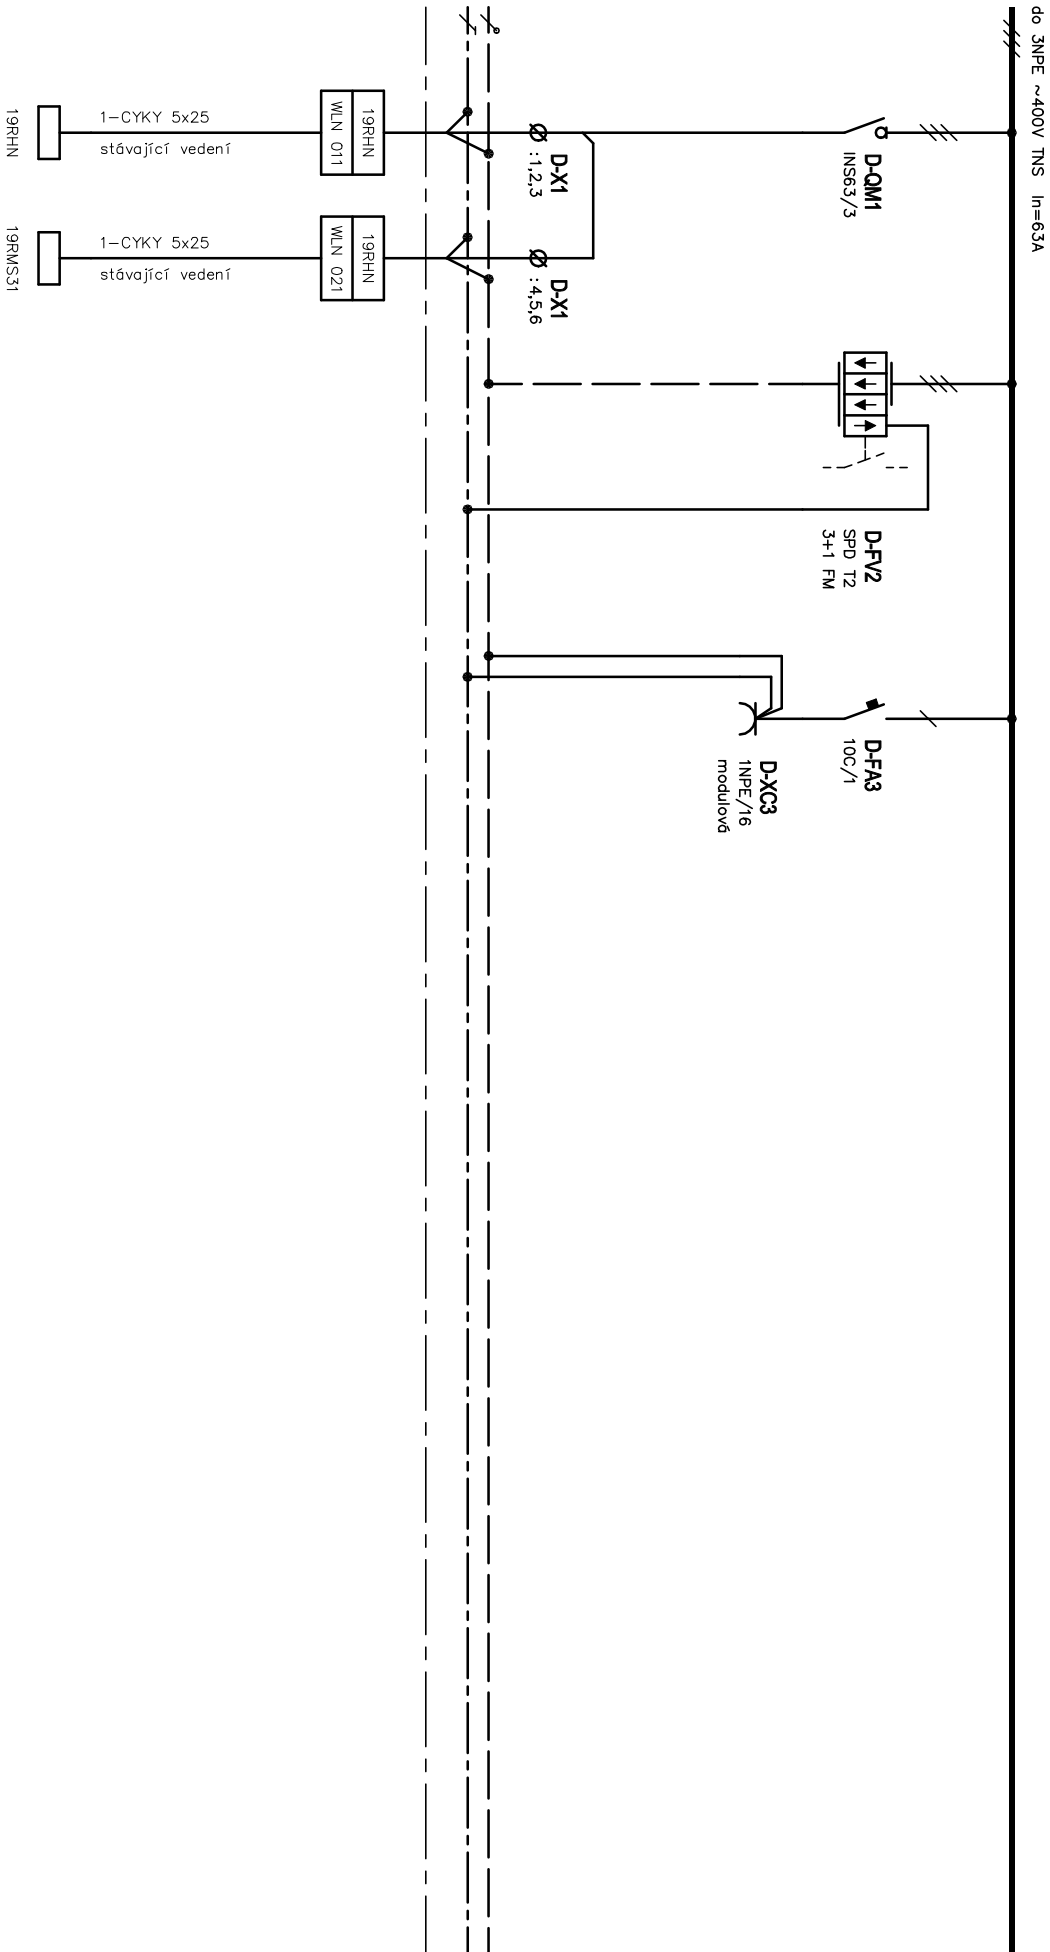 do 3NPE ~400V TNS In=63A
D-QM1
INS63/3
D-FV2
SPD T2
3+1 FM
D-FA3
10C/1
D-XC3
1NPE/16
modulová
D-X1
:1,2,3
D-X1
:4,5,6
19RHN
WLN 011
19RHN
WLN 021
1-CYKY 5x25
stávající vedení
1-CYKY 5x25
stávající vedení
19RHN
19RMS31